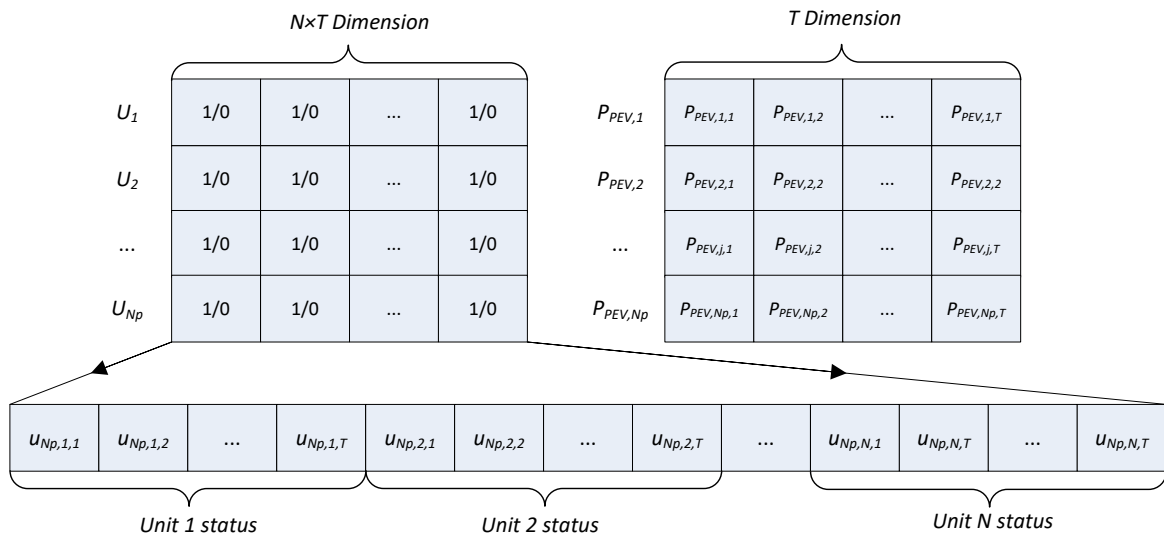 N×T Dimension T Dimension
U1 1/0 1/0 ... 1/0 PPEV,1 PPEV,1,1 PPEV,1,2 ... PPEV,1,T
U2 1/0 1/0 ... 1/0 PPEV,2 PPEV,2,1 PPEV,2,2 ... PPEV,2,2
... 1/0 1/0 ... 1/0 ... PPEV,j,1 PPEV,j,2 ... PPEV,j,T
UNp 1/0 1/0 ... 1/0 PPEV,Np PPEV,Np,1 PPEV,Np,2 ... PPEV,Np,T
uNp,1,1 uNp,1,2 ... uNp,1,T uNp,2,1 uNp,2,2 ... uNp,2,T ... uNp,N,1 uNp,N,T ... uNp,N,T
Unit 1 status Unit 2 status Unit N status